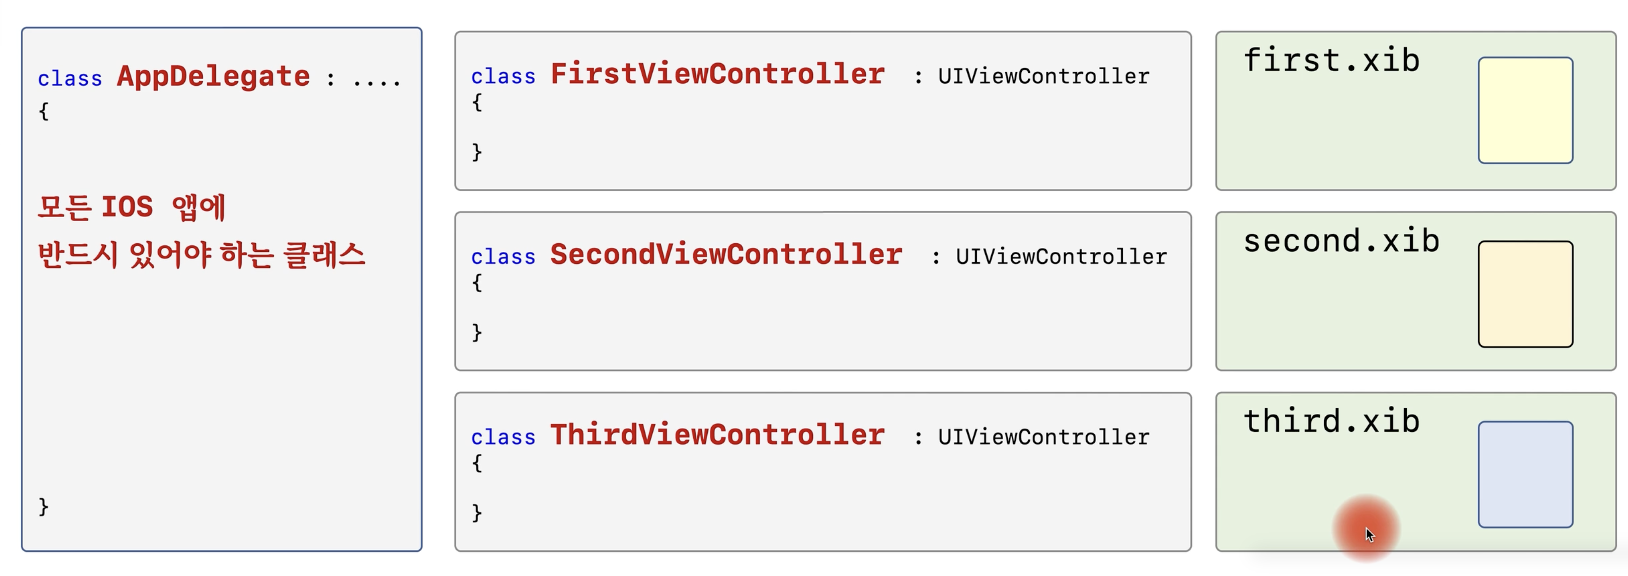 class AppDelegate : ....
{
모든 IOS 앱에
반드시 있어야 하는 클래스
}
class FirstViewController : UIViewController
{
}
first.xib
class SecondViewController : UIViewController
{
}
second.xib
class ThirdViewController : UIViewController
{
}
third.xib